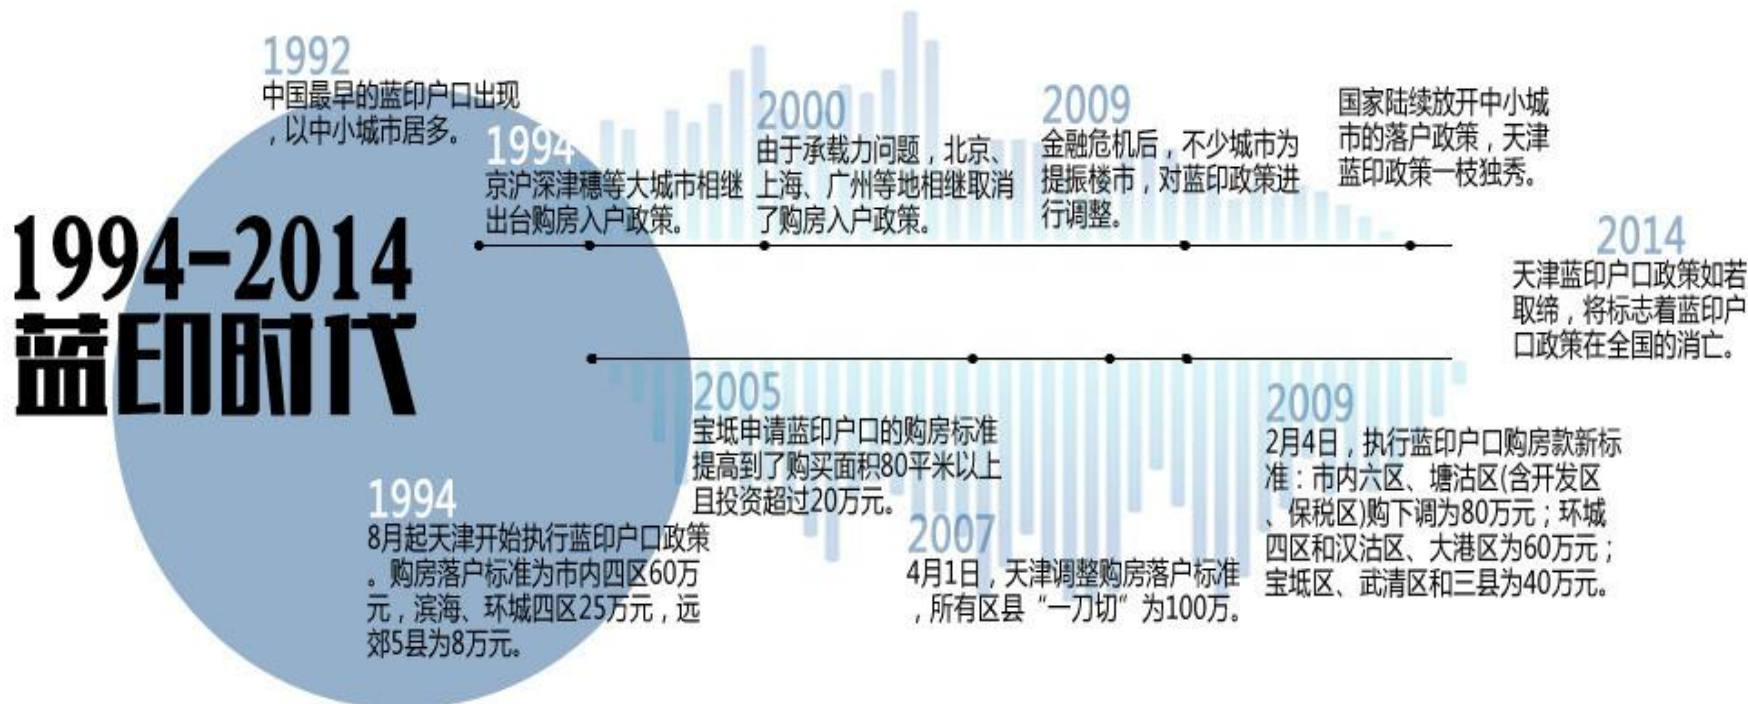 1994-2014
蓝印时代
1992
中国最早的蓝印户口出现
，以中小城市居多。
1994
京沪深津穗等大城市相继
出台购房入户政策。
2000
由于承载力问题，北京、
上海、广州等地相继取消
了购房入户政策。
2009
金融危机后，不少城市为
提振楼市，对蓝印政策进
行调整。
国家陆续放开中小城
市的落户政策，天津
蓝印政策一枝独秀。
2014
天津蓝印户口政策如若
取缔，将标志着蓝印户
口政策在全国的消亡。
1994
8月起天津开始执行蓝印户口政策
。购房落户标准为市内四区60万
元，滨海、环城四区25万元，远
郊5县为8万元。
2005
宝坻申请蓝印户口的购房标准
提高到了购买面积80平米以上
且投资超过20万元。
2007
4月1日，天津调整购房落户标准
，所有区县“一刀切”为100万。
2009
2月4日，执行蓝印户口购房款新标
准：市内六区、塘沽区(含开发区
、保税区)购下调为80万元；环城
四区和汉沽区、大港区为60万元；
宝坻区、武清区和三县为40万元。